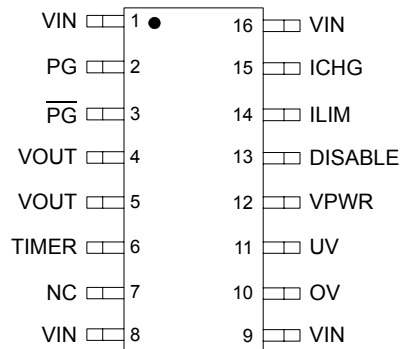 VIN 1 16 VIN
PG 2 15 ICHG
P̅G̅ 3 14 ILIM
VOUT 4 13 DISABLE
VOUT 5 12 VPWR
TIMER 6 11 UV
NC 7 10 OV
VIN 8 9 VIN